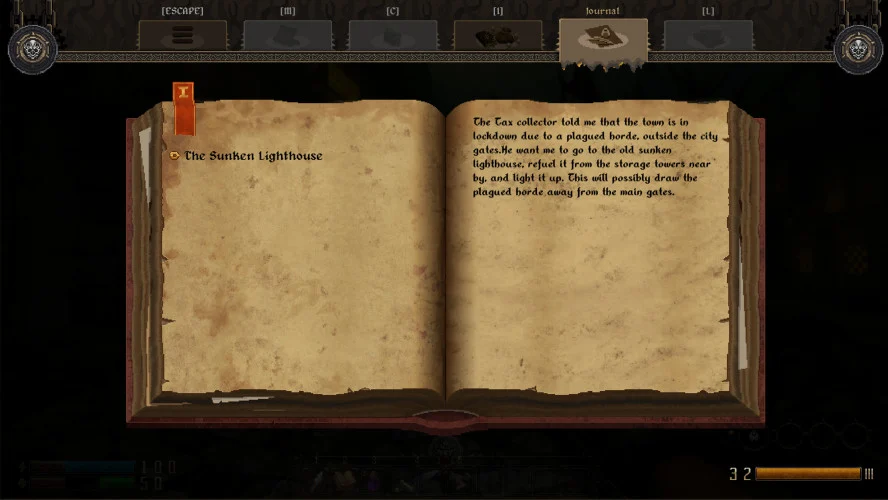 [ESCAPE]
[M]
[C]
[I]
Journal
[L]
I
The Sunken Lighthouse
The Tax collector told me that the town is in
lockdown due to a plagued horde, outside the city
gates.He want me to go to the old sunken
lighthouse, refuel it from the storage towers near
by, and light it up. This will possibly draw the
plagued horde away from the main gates.
100
50
32
III